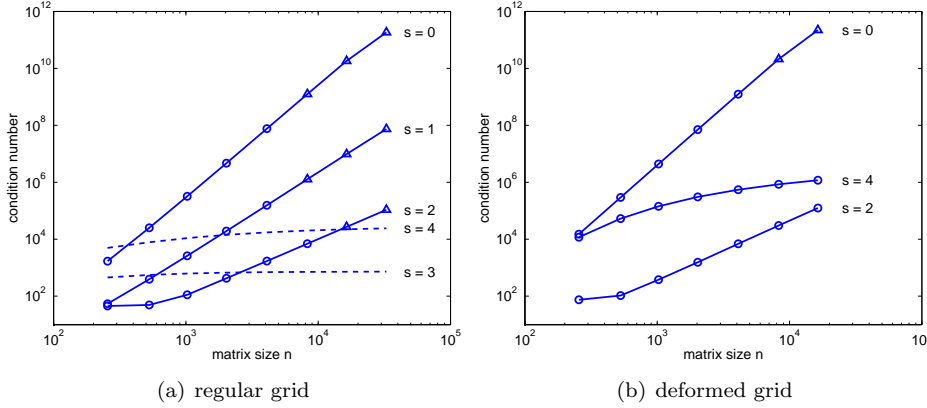 condition number
10^12
10^10
10^8
10^6
10^4
10^2
s = 0
s = 1
s = 2
s = 4
s = 3
10^2
10^3
10^4
10^5
matrix size n
(a) regular grid
condition number
10^12
10^10
10^8
10^6
10^4
10^2
s = 0
s = 4
s = 2
10^2
10^3
10^4
10
matrix size n
(b) deformed grid